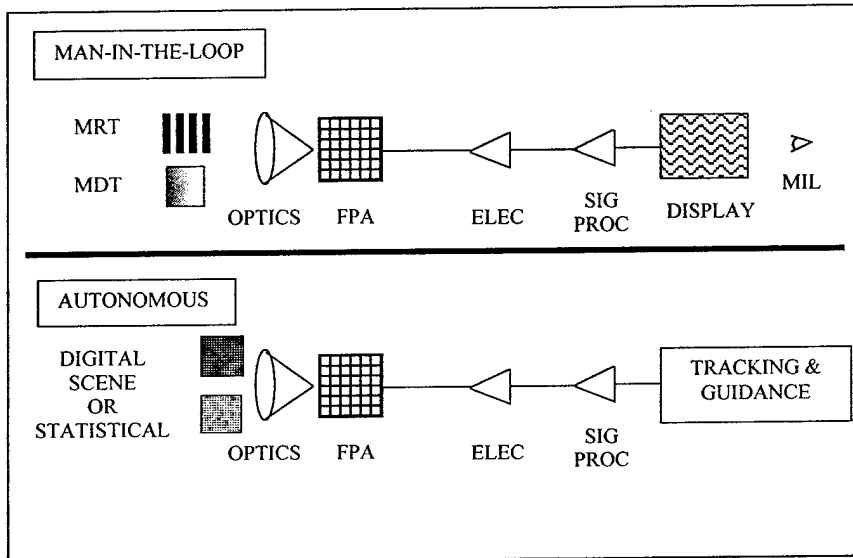 MAN-IN-THE-LOOP
MRT
MDT
OPTICS
FPA
ELEC
SIG
PROC
DISPLAY
MIL
AUTONOMOUS
DIGITAL
SCENE
OR
STATISTICAL
OPTICS
FPA
ELEC
SIG
PROC
TRACKING &
GUIDANCE